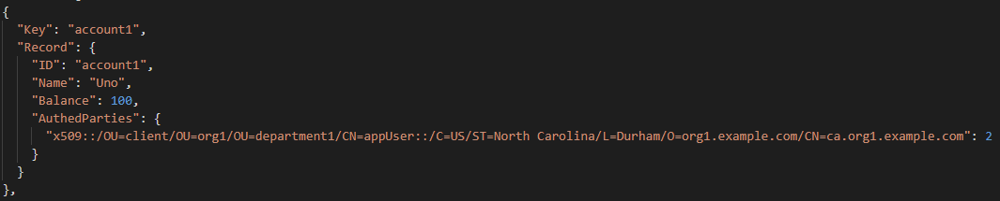 {
"Key": "account1",
"Record": {
"ID": "account1",
"Name": "Uno",
"Balance": 100,
"AuthedParties": {
"x509::/OU=client/OU=org1/OU=department1/CN=appUser::/C=US/ST=North Carolina/L=Durham/O=org1.example.com/CN=ca.org1.example.com": 2
}
}
},